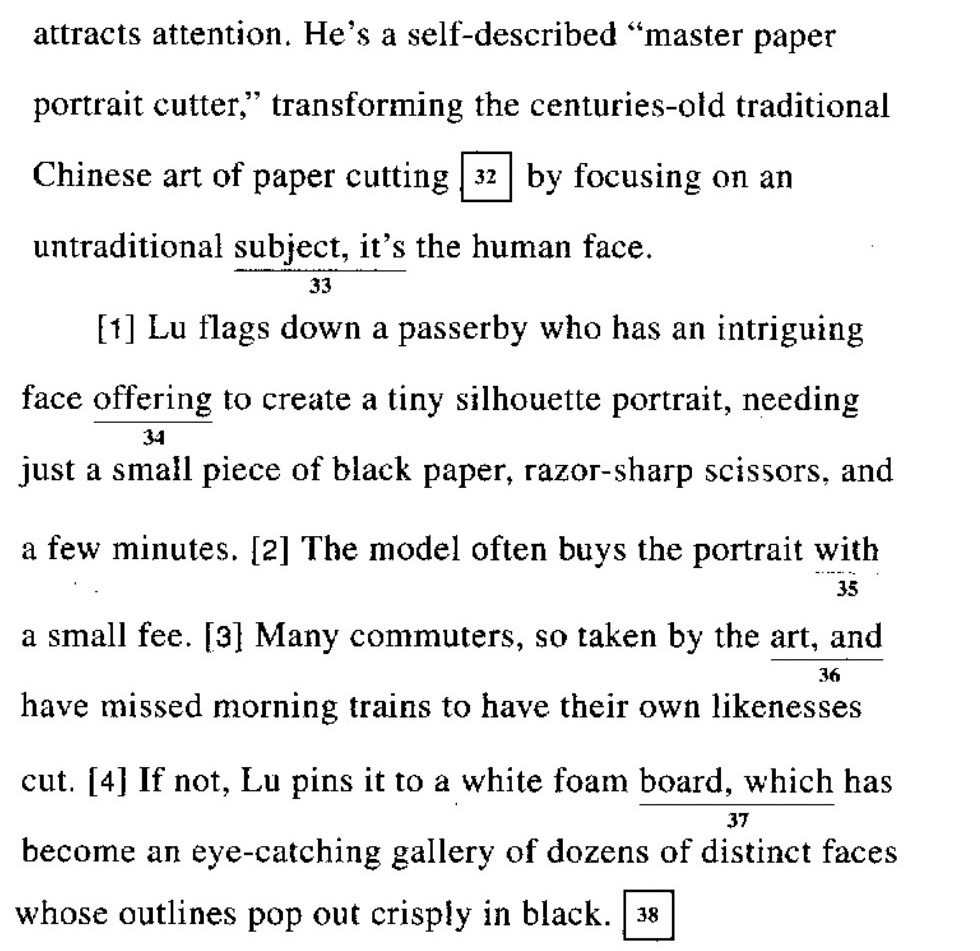 attracts attention. He's a self-described “master paper
portrait cutter,” transforming the centuries-old traditional
Chinese art of paper cutting 32 by focusing on an
untraditional subject, it's the human face.
33
[1] Lu flags down a passerby who has an intriguing
face offering to create a tiny silhouette portrait, needing
34
just a small piece of black paper, razor-sharp scissors, and
a few minutes. [2] The model often buys the portrait with
35
a small fee. [3] Many commuters, so taken by the art, and
36
have missed morning trains to have their own likenesses
cut. [4] If not, Lu pins it to a white foam board, which has
37
become an eye-catching gallery of dozens of distinct faces
whose outlines pop out crisply in black. 38